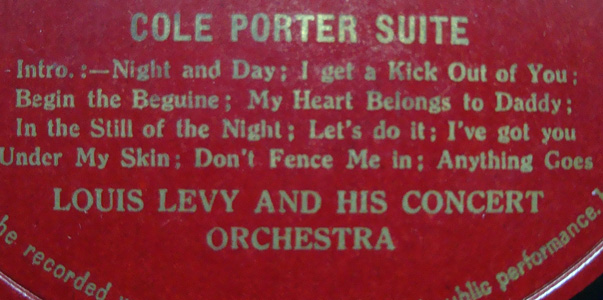 COLE PORTER SUITE
Intro. :—Night and Day; I get a Kick Out of You;
Begin the Beguine; My Heart Belongs to Daddy;
In the Still of the Night; Let's do it; I've got you
Under My Skin; Don't Fence Me in; Anything Goes
LOUIS LEVY AND HIS CONCERT
ORCHESTRA
recorded
performance.